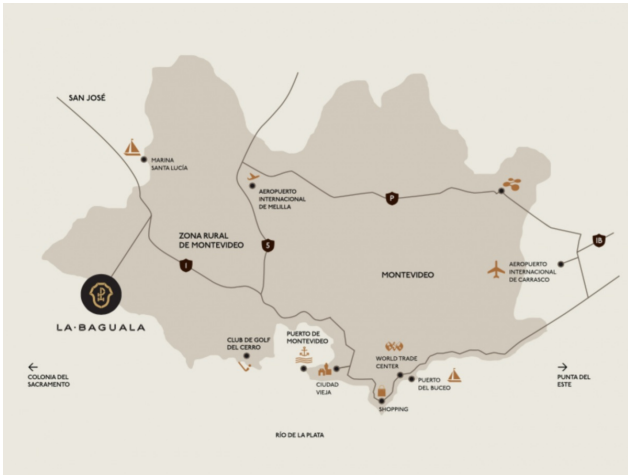 SAN JOSÉ
MARINA
SANTA LUCÍA
AEROPUERTO
INTERNACIONAL
DE MELILLA
P
ZONA RURAL
DE MONTEVIDEO
5
IB
1
MONTEVIDEO
AEROPUERTO
INTERNACIONAL
DE CARRASCO
LA·BAGUALA
CLUB DE GOLF
DEL CERRO
PUERTO DE
MONTEVIDEO
WORLD TRADE
CENTER
COLONIA DEL
SACRAMENTO
CIUDAD
VIEJA
PUERTO
DEL BUCEO
PUNTA DEL
ESTE
SHOPPING
RÍO DE LA PLATA